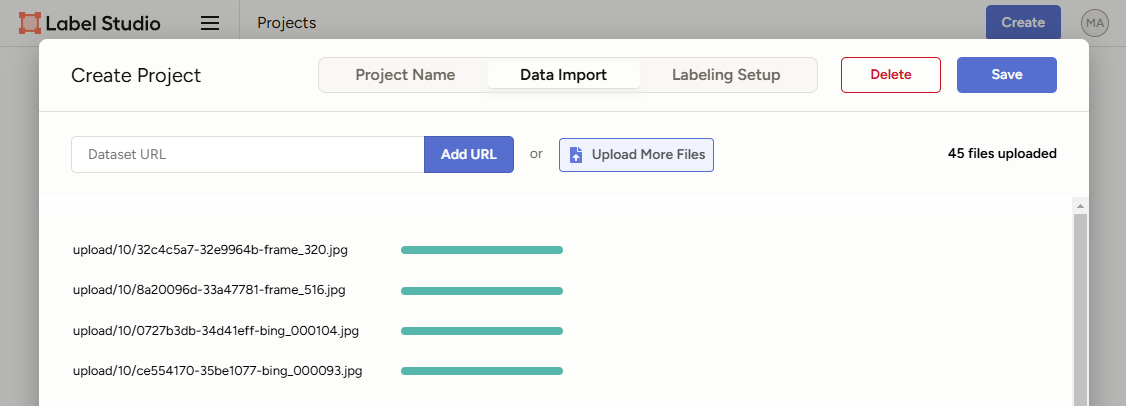 Label Studio
Projects
Create
MA
Create Project
Project Name
Data Import
Labeling Setup
Delete
Save
Dataset URL
Add URL
or
Upload More Files
45 files uploaded
upload/10/32c4c5a7-32e9964b-frame_320.jpg
upload/10/8a20096d-33a47781-frame_516.jpg
upload/10/0727b3db-34d41eff-bing_000104.jpg
upload/10/ce554170-35be1077-bing_000093.jpg